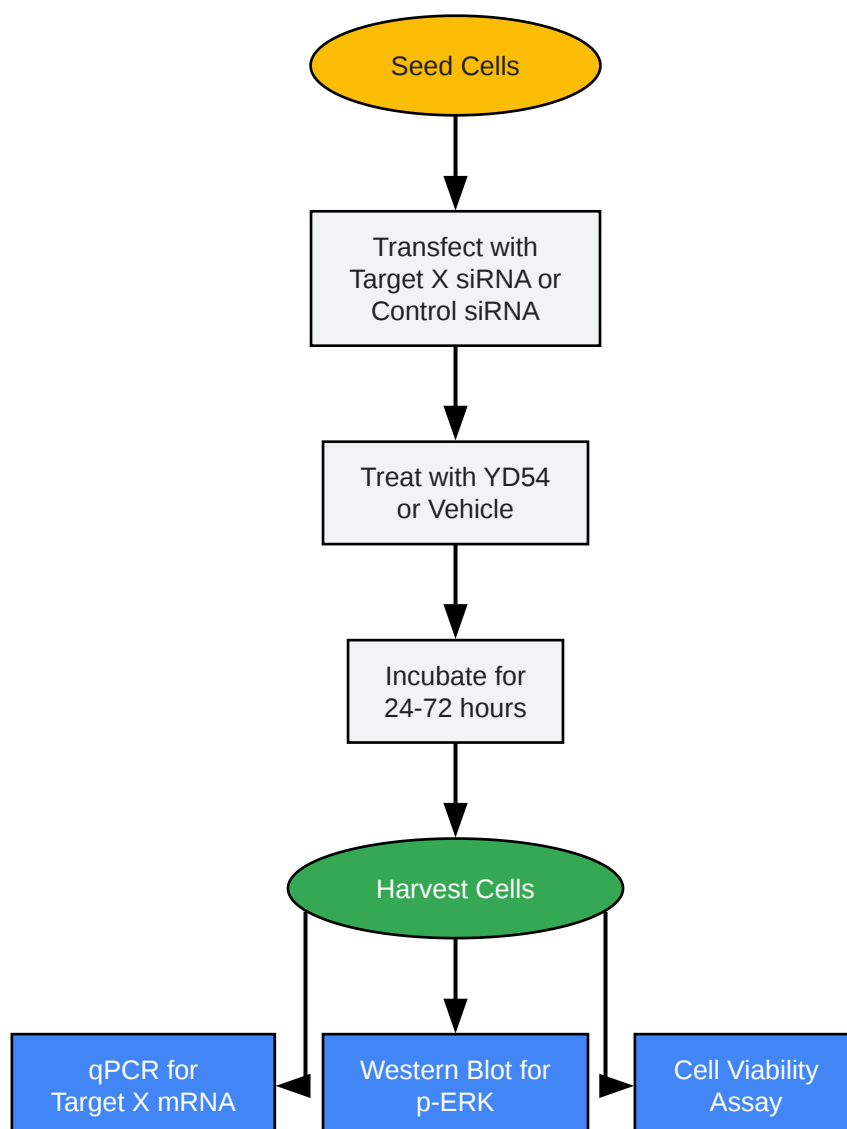 Seed Cells
Transfect with
Target X siRNA or
Control siRNA
Treat with YD54
or Vehicle
Incubate for
24-72 hours
Harvest Cells
qPCR for
Target X mRNA
Western Blot for
p-ERK
Cell Viability
Assay